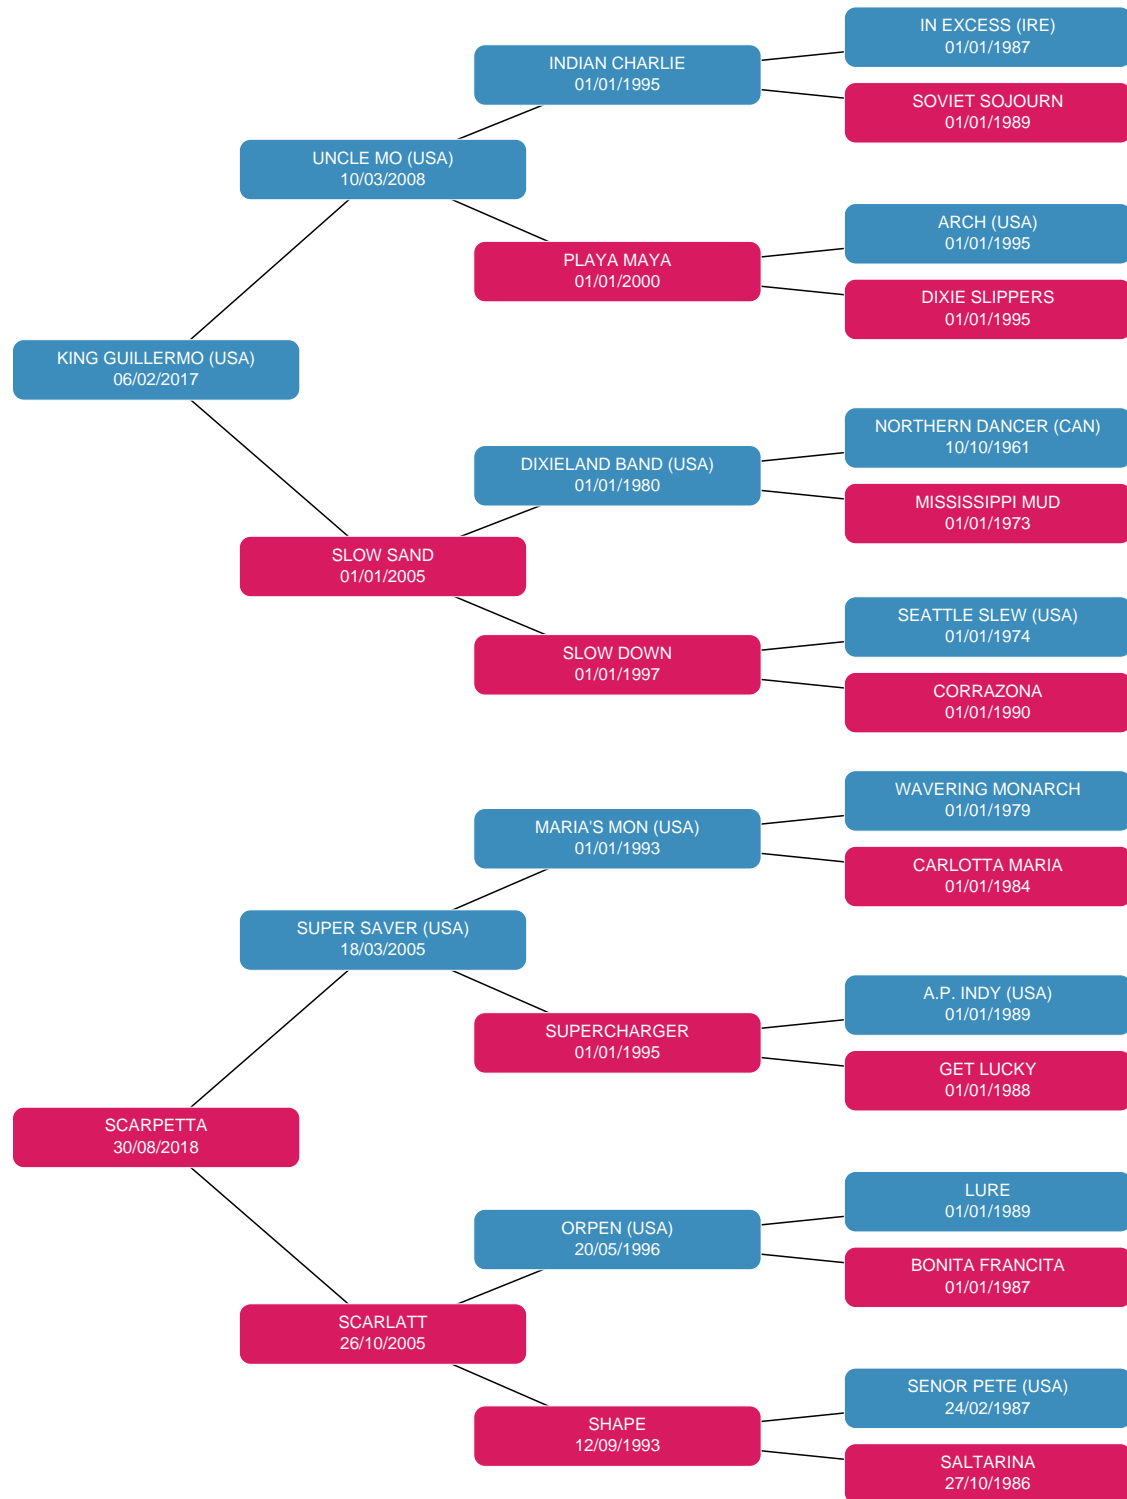 IN EXCESS (IRE)
01/01/1987
INDIAN CHARLIE
01/01/1995
SOVIET SOJOURN
01/01/1989
UNCLE MO (USA)
10/03/2008
ARCH (USA)
01/01/1995
PLAYA MAYA
01/01/2000
DIXIE SLIPPERS
01/01/1995
KING GUILLERMO (USA)
06/02/2017
NORTHERN DANCER (CAN)
10/10/1961
DIXIELAND BAND (USA)
01/01/1980
MISSISSIPPI MUD
01/01/1973
SLOW SAND
01/01/2005
SEATTLE SLEW (USA)
01/01/1974
SLOW DOWN
01/01/1997
CORRAZONA
01/01/1990
WAVERING MONARCH
01/01/1979
MARIA'S MON (USA)
01/01/1993
CARLOTTA MARIA
01/01/1984
SUPER SAVER (USA)
18/03/2005
A.P. INDY (USA)
01/01/1989
SUPERCHARGER
01/01/1995
GET LUCKY
01/01/1988
SCARPETTA
30/08/2018
LURE
01/01/1989
ORPEN (USA)
20/05/1996
BONITA FRANCITA
01/01/1987
SCARLATT
26/10/2005
SENOR PETE (USA)
24/02/1987
SHAPE
12/09/1993
SALTARINA
27/10/1986